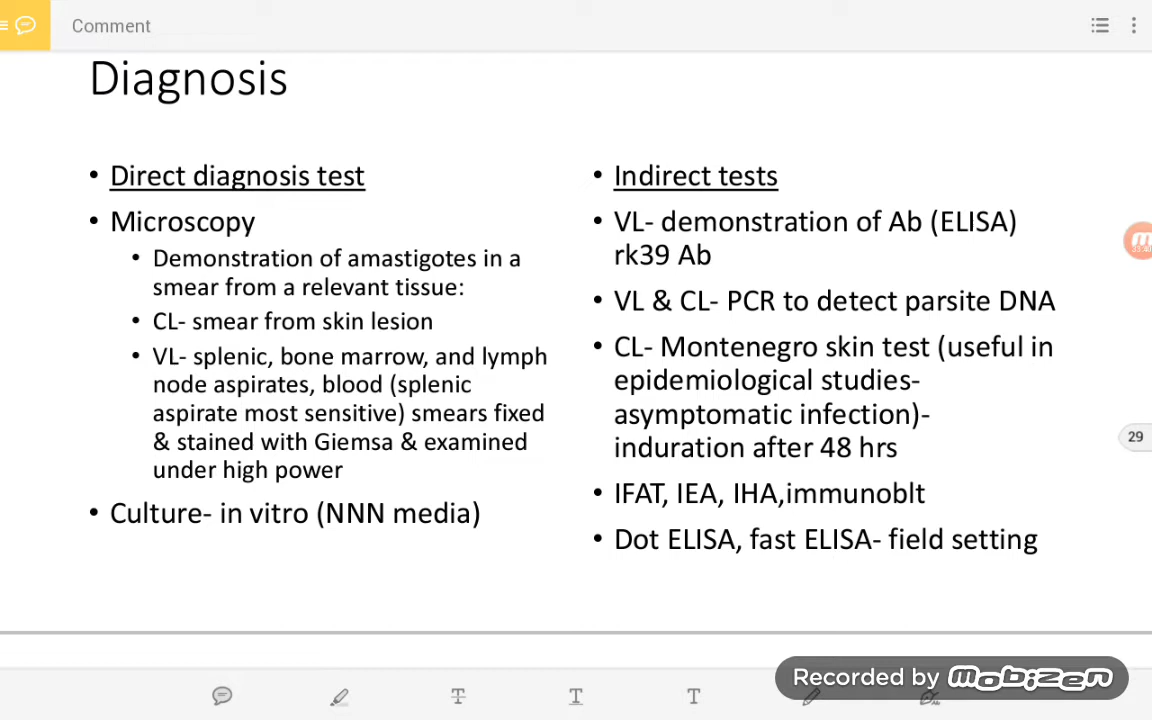 Comment
Diagnosis
• Direct diagnosis test
• Microscopy
• Demonstration of amastigotes in a
smear from a relevant tissue:
• CL- smear from skin lesion
• VL- splenic, bone marrow, and lymph
node aspirates, blood (splenic
aspirate most sensitive) smears fixed
& stained with Giemsa & examined
under high power
• Culture- in vitro (NNN media)
• Indirect tests
• VL- demonstration of Ab (ELISA)
rk39 Ab
• VL & CL- PCR to detect parsite DNA
• CL- Montenegro skin test (useful in
epidemiological studies-
asymptomatic infection)-
induration after 48 hrs
• IFAT, IEA, IHA,immunoblt
• Dot ELISA, fast ELISA- field setting
29
Recorded by mobizen